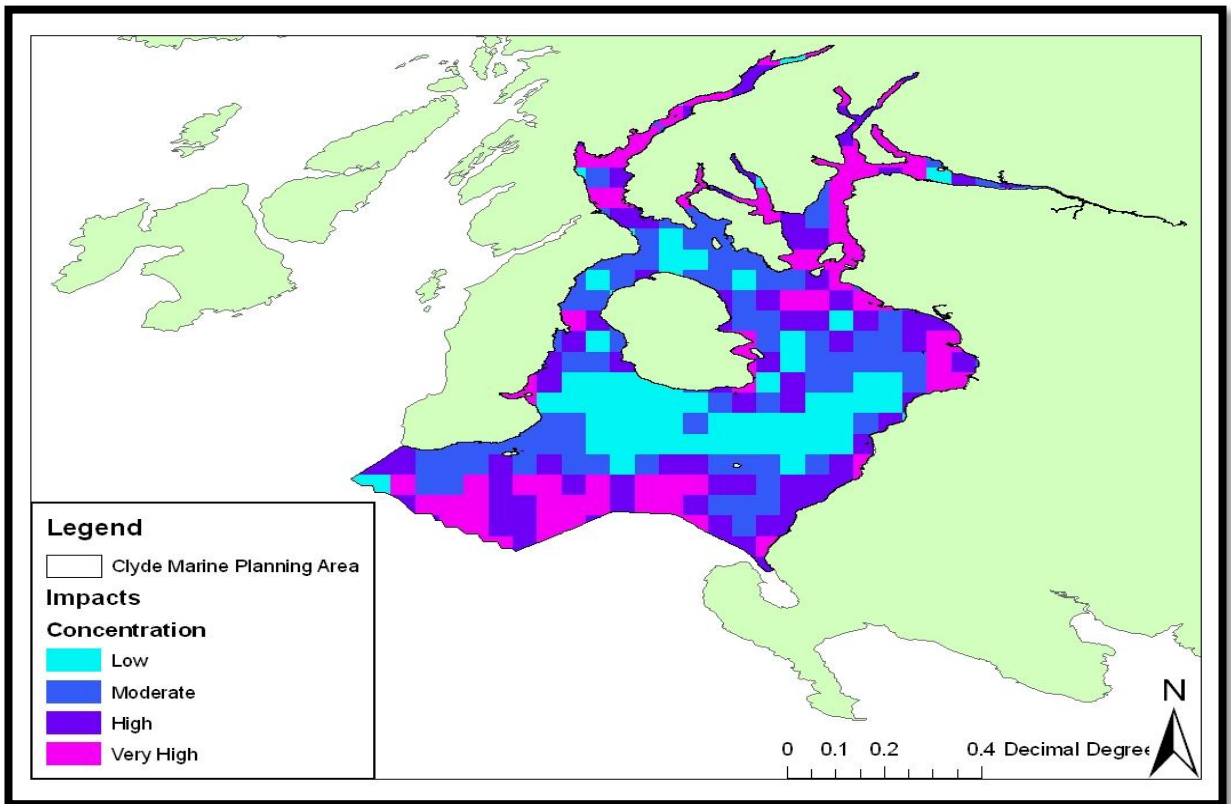 Legend
Clyde Marine Planning Area
Impacts
Concentration
Low
Moderate
High
Very High
N
0 0.1 0.2 0.4 Decimal Degree